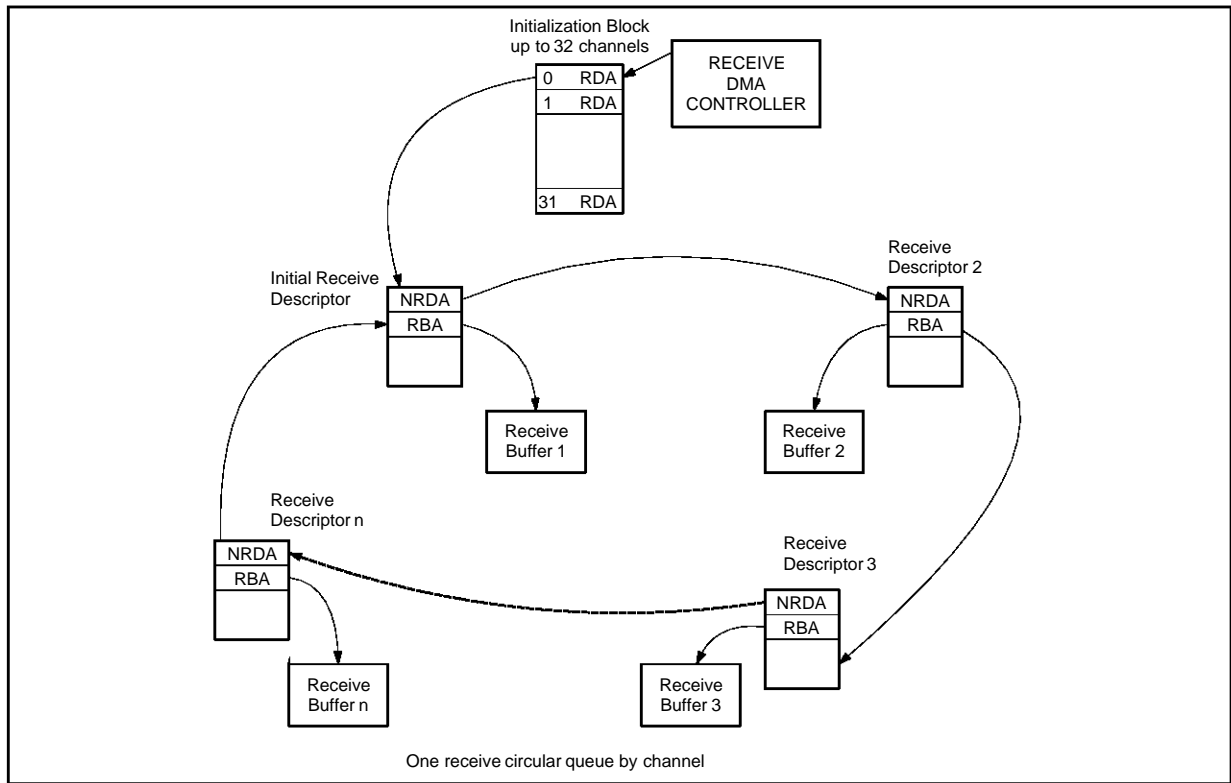 Initialization Block
up to 32 channels
RECEIVE
DMA
CONTROLLER
0 RDA
1 RDA
31 RDA
Initial Receive
Descriptor
NRDA
RBA
Receive
Buffer 1
Receive
Descriptor 2
NRDA
RBA
Receive
Buffer 2
Receive
Descriptor n
NRDA
RBA
Receive
Buffer n
Receive
Descriptor 3
NRDA
RBA
Receive
Buffer 3
One receive circular queue by channel